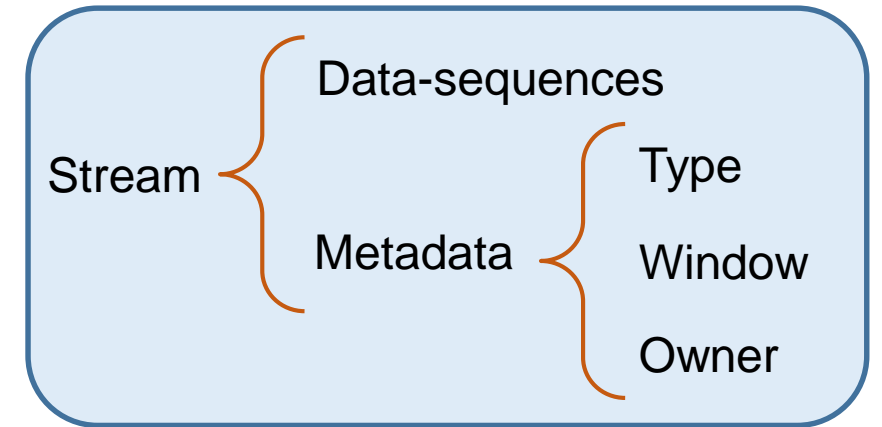 Data-sequences
Stream
Type
Metadata
Window
Owner